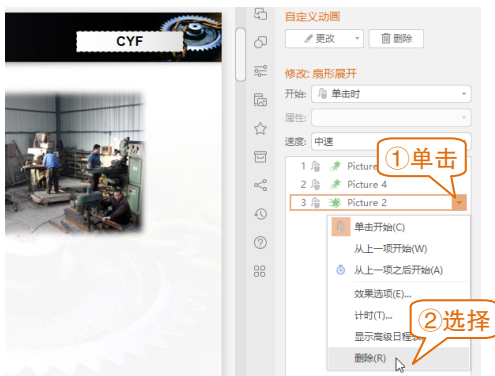 CYF
自定义动画
更改
删除
修改: 扇形展开
开始: 单击时
属性:
速度: 中速
①单击
1 Picture
2 Picture 4
3 Picture 2
单击开始(C)
从上一项开始(W)
从上一项之后开始(A)
效果选项(E)...
计时(T)...
②选择
显示高级日程表
删除(R)